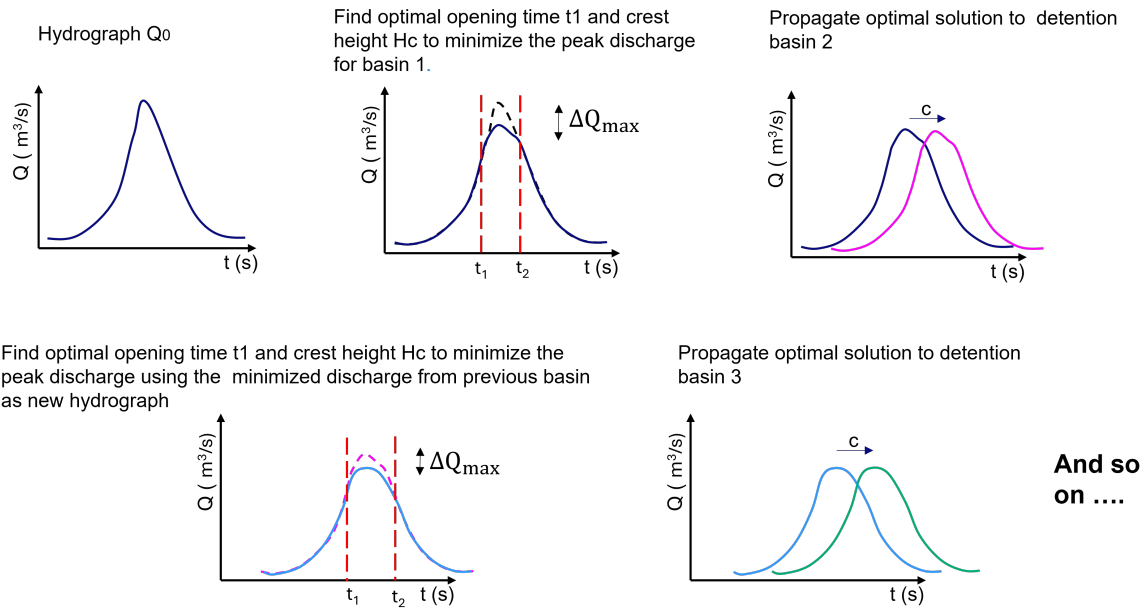 Hydrograph Q0
Q ( m³/s)
t (s)
Find optimal opening time t1 and crest
height Hc to minimize the peak discharge
for basin 1.
Q ( m³/s)
ΔQmax
t1
t2
t (s)
Propagate optimal solution to detention
basin 2
Q ( m³/s)
c
t (s)
Find optimal opening time t1 and crest height Hc to minimize the
peak discharge using the minimized discharge from previous basin
as new hydrograph
Q ( m³/s)
ΔQmax
t1
t2
t (s)
Propagate optimal solution to detention
basin 3
Q ( m³/s)
c
t (s)
And so
on ....